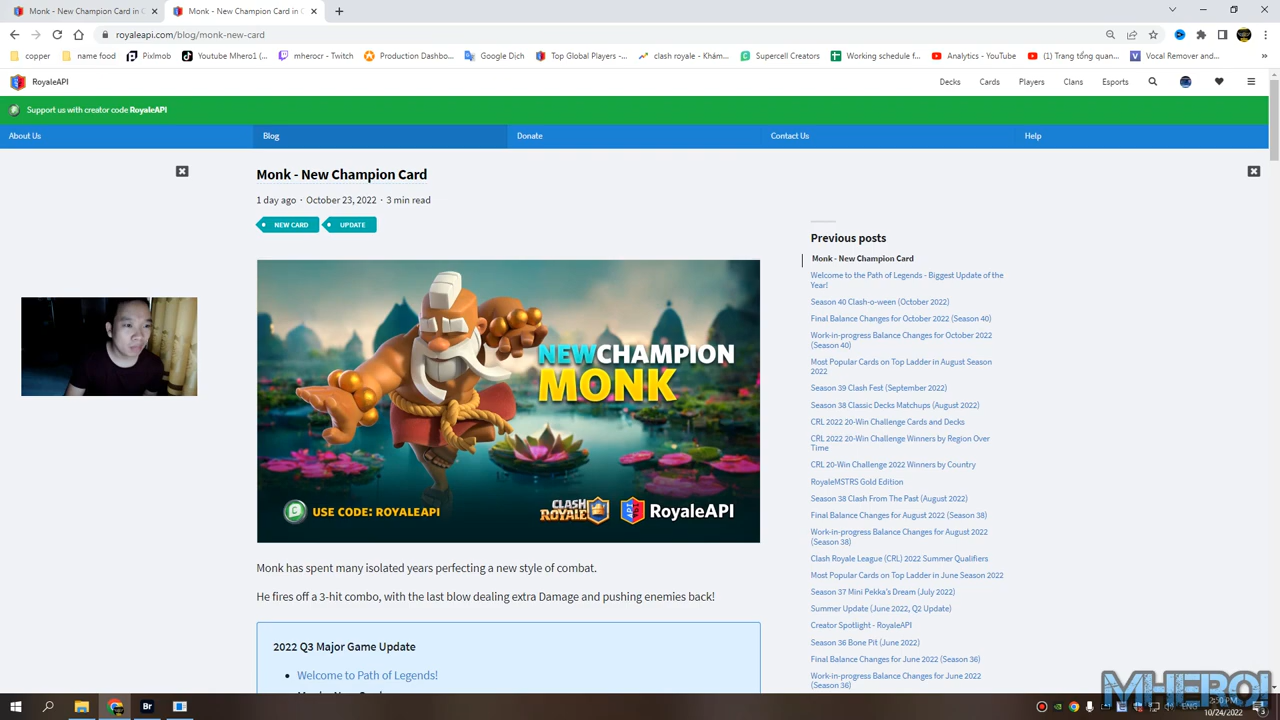 Monk - New Champion Card in C
Monk - New Champion Card in C
royaleapi.com/blog/monk-new-card
copper
name food
Pixlmob
Youtube Mhero1 (...
mherocr - Twitch
Production Dashbo...
Google Dịch
Top Global Players -...
clash royale - Khám...
Supercell Creators
Working schedule f...
Analytics - YouTube
(1) Trang tổng quan...
Vocal Remover and...
RoyaleAPI
Decks
Cards
Players
Clans
Esports
Support us with creator code RoyaleAPI
About Us
Blog
Donate
Contact Us
Help
Monk - New Champion Card
1 day ago · October 23, 2022 · 3 min read
NEW CARD
UPDATE
NEWCHAMPION
MONK
USE CODE: ROYALEAPI
CLASH
ROYALE
RoyaleAPI
Monk has spent many isolated years perfecting a new style of combat.
He fires off a 3-hit combo, with the last blow dealing extra Damage and pushing enemies back!
2022 Q3 Major Game Update
Welcome to Path of Legends!
Previous posts
Monk - New Champion Card
Welcome to the Path of Legends - Biggest Update of the
Year!
Season 40 Clash-o-ween (October 2022)
Final Balance Changes for October 2022 (Season 40)
Work-in-progress Balance Changes for October 2022
(Season 40)
Most Popular Cards on Top Ladder in August Season
2022
Season 39 Clash Fest (September 2022)
Season 38 Classic Decks Matchups (August 2022)
CRL 2022 20-Win Challenge Cards and Decks
CRL 2022 20-Win Challenge Winners by Region Over
Time
CRL 20-Win Challenge 2022 Winners by Country
RoyaleMSTRS Gold Edition
Season 38 Clash From The Past (August 2022)
Final Balance Changes for August 2022 (Season 38)
Work-in-progress Balance Changes for August 2022
(Season 38)
Clash Royale League (CRL) 2022 Summer Qualifiers
Most Popular Cards on Top Ladder in June Season 2022
Season 37 Mini Pekka's Dream (July 2022)
Summer Update (June 2022, Q2 Update)
Creator Spotlight - RoyaleAPI
Season 36 Bone Pit (June 2022)
Final Balance Changes for June 2022 (Season 36)
Work-in-progress Balance Changes for June 2022
(Season 36)
Br
MHERO1
10/24/2022